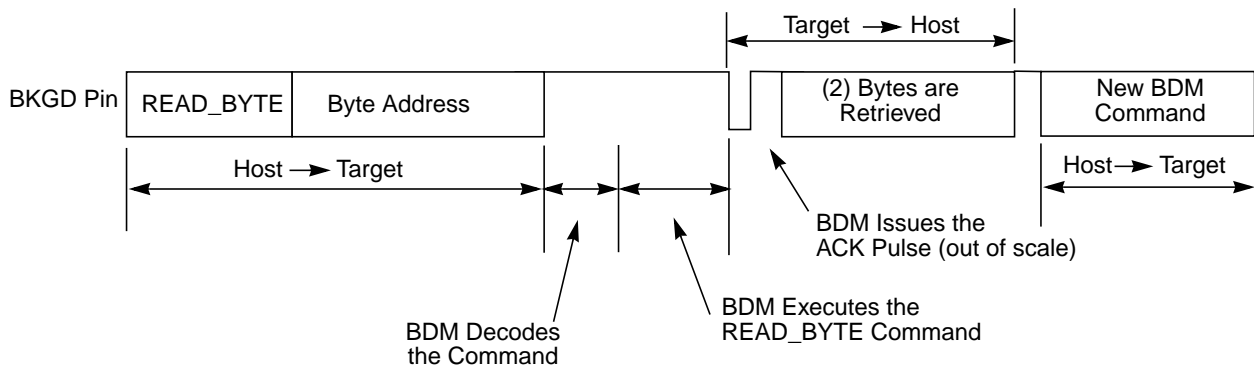 Target → Host
BKGD Pin
READ_BYTE
Byte Address
(2) Bytes are
Retrieved
New BDM
Command
Host → Target
Host → Target
BDM Issues the
ACK Pulse (out of scale)
BDM Decodes
the Command
BDM Executes the
READ_BYTE Command